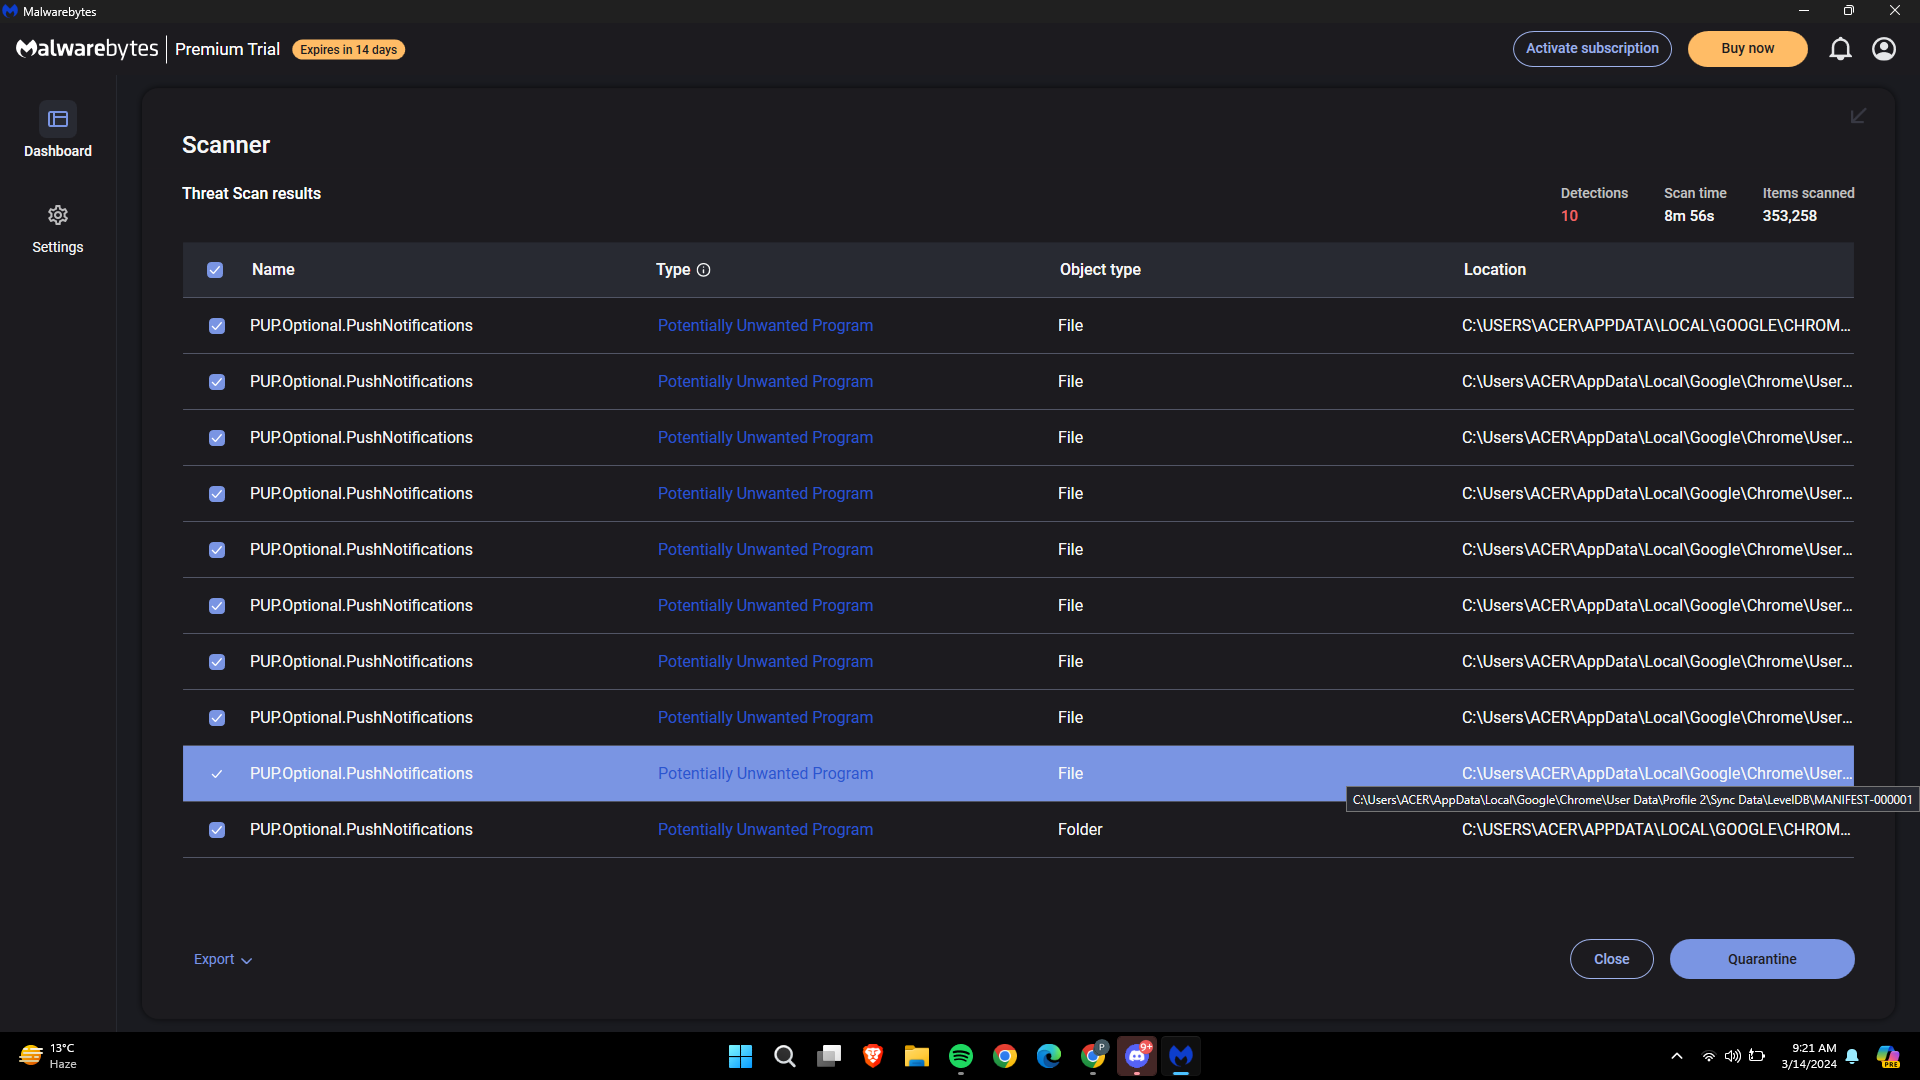 Malwarebytes
Malwarebytes | Premium Trial Expires in 14 days Activate subscription Buy now
Dashboard
Settings
Scanner
Threat Scan results
Detections Scan time Items scanned
10 8m 56s 353,258
Name Type Object type Location
PUP.Optional.PushNotifications Potentially Unwanted Program File C:\USERS\ACER\APPDATA\LOCAL\GOOGLE\CHROM...
PUP.Optional.PushNotifications Potentially Unwanted Program File C:\Users\ACER\AppData\Local\Google\Chrome\User...
PUP.Optional.PushNotifications Potentially Unwanted Program File C:\Users\ACER\AppData\Local\Google\Chrome\User...
PUP.Optional.PushNotifications Potentially Unwanted Program File C:\Users\ACER\AppData\Local\Google\Chrome\User...
PUP.Optional.PushNotifications Potentially Unwanted Program File C:\Users\ACER\AppData\Local\Google\Chrome\User...
PUP.Optional.PushNotifications Potentially Unwanted Program File C:\Users\ACER\AppData\Local\Google\Chrome\User...
PUP.Optional.PushNotifications Potentially Unwanted Program File C:\Users\ACER\AppData\Local\Google\Chrome\User...
PUP.Optional.PushNotifications Potentially Unwanted Program File C:\Users\ACER\AppData\Local\Google\Chrome\User...
PUP.Optional.PushNotifications Potentially Unwanted Program File C:\Users\ACER\AppData\Local\Google\Chrome\User...
C:\Users\ACER\AppData\Local\Google\Chrome\User Data\Profile 2\Sync Data\LevelDB\MANIFEST-000001
PUP.Optional.PushNotifications Potentially Unwanted Program Folder C:\USERS\ACER\APPDATA\LOCAL\GOOGLE\CHROM...
Export Close Quarantine
13°C
Haze
P
9+
9:21 AM
3/14/2024
PRE